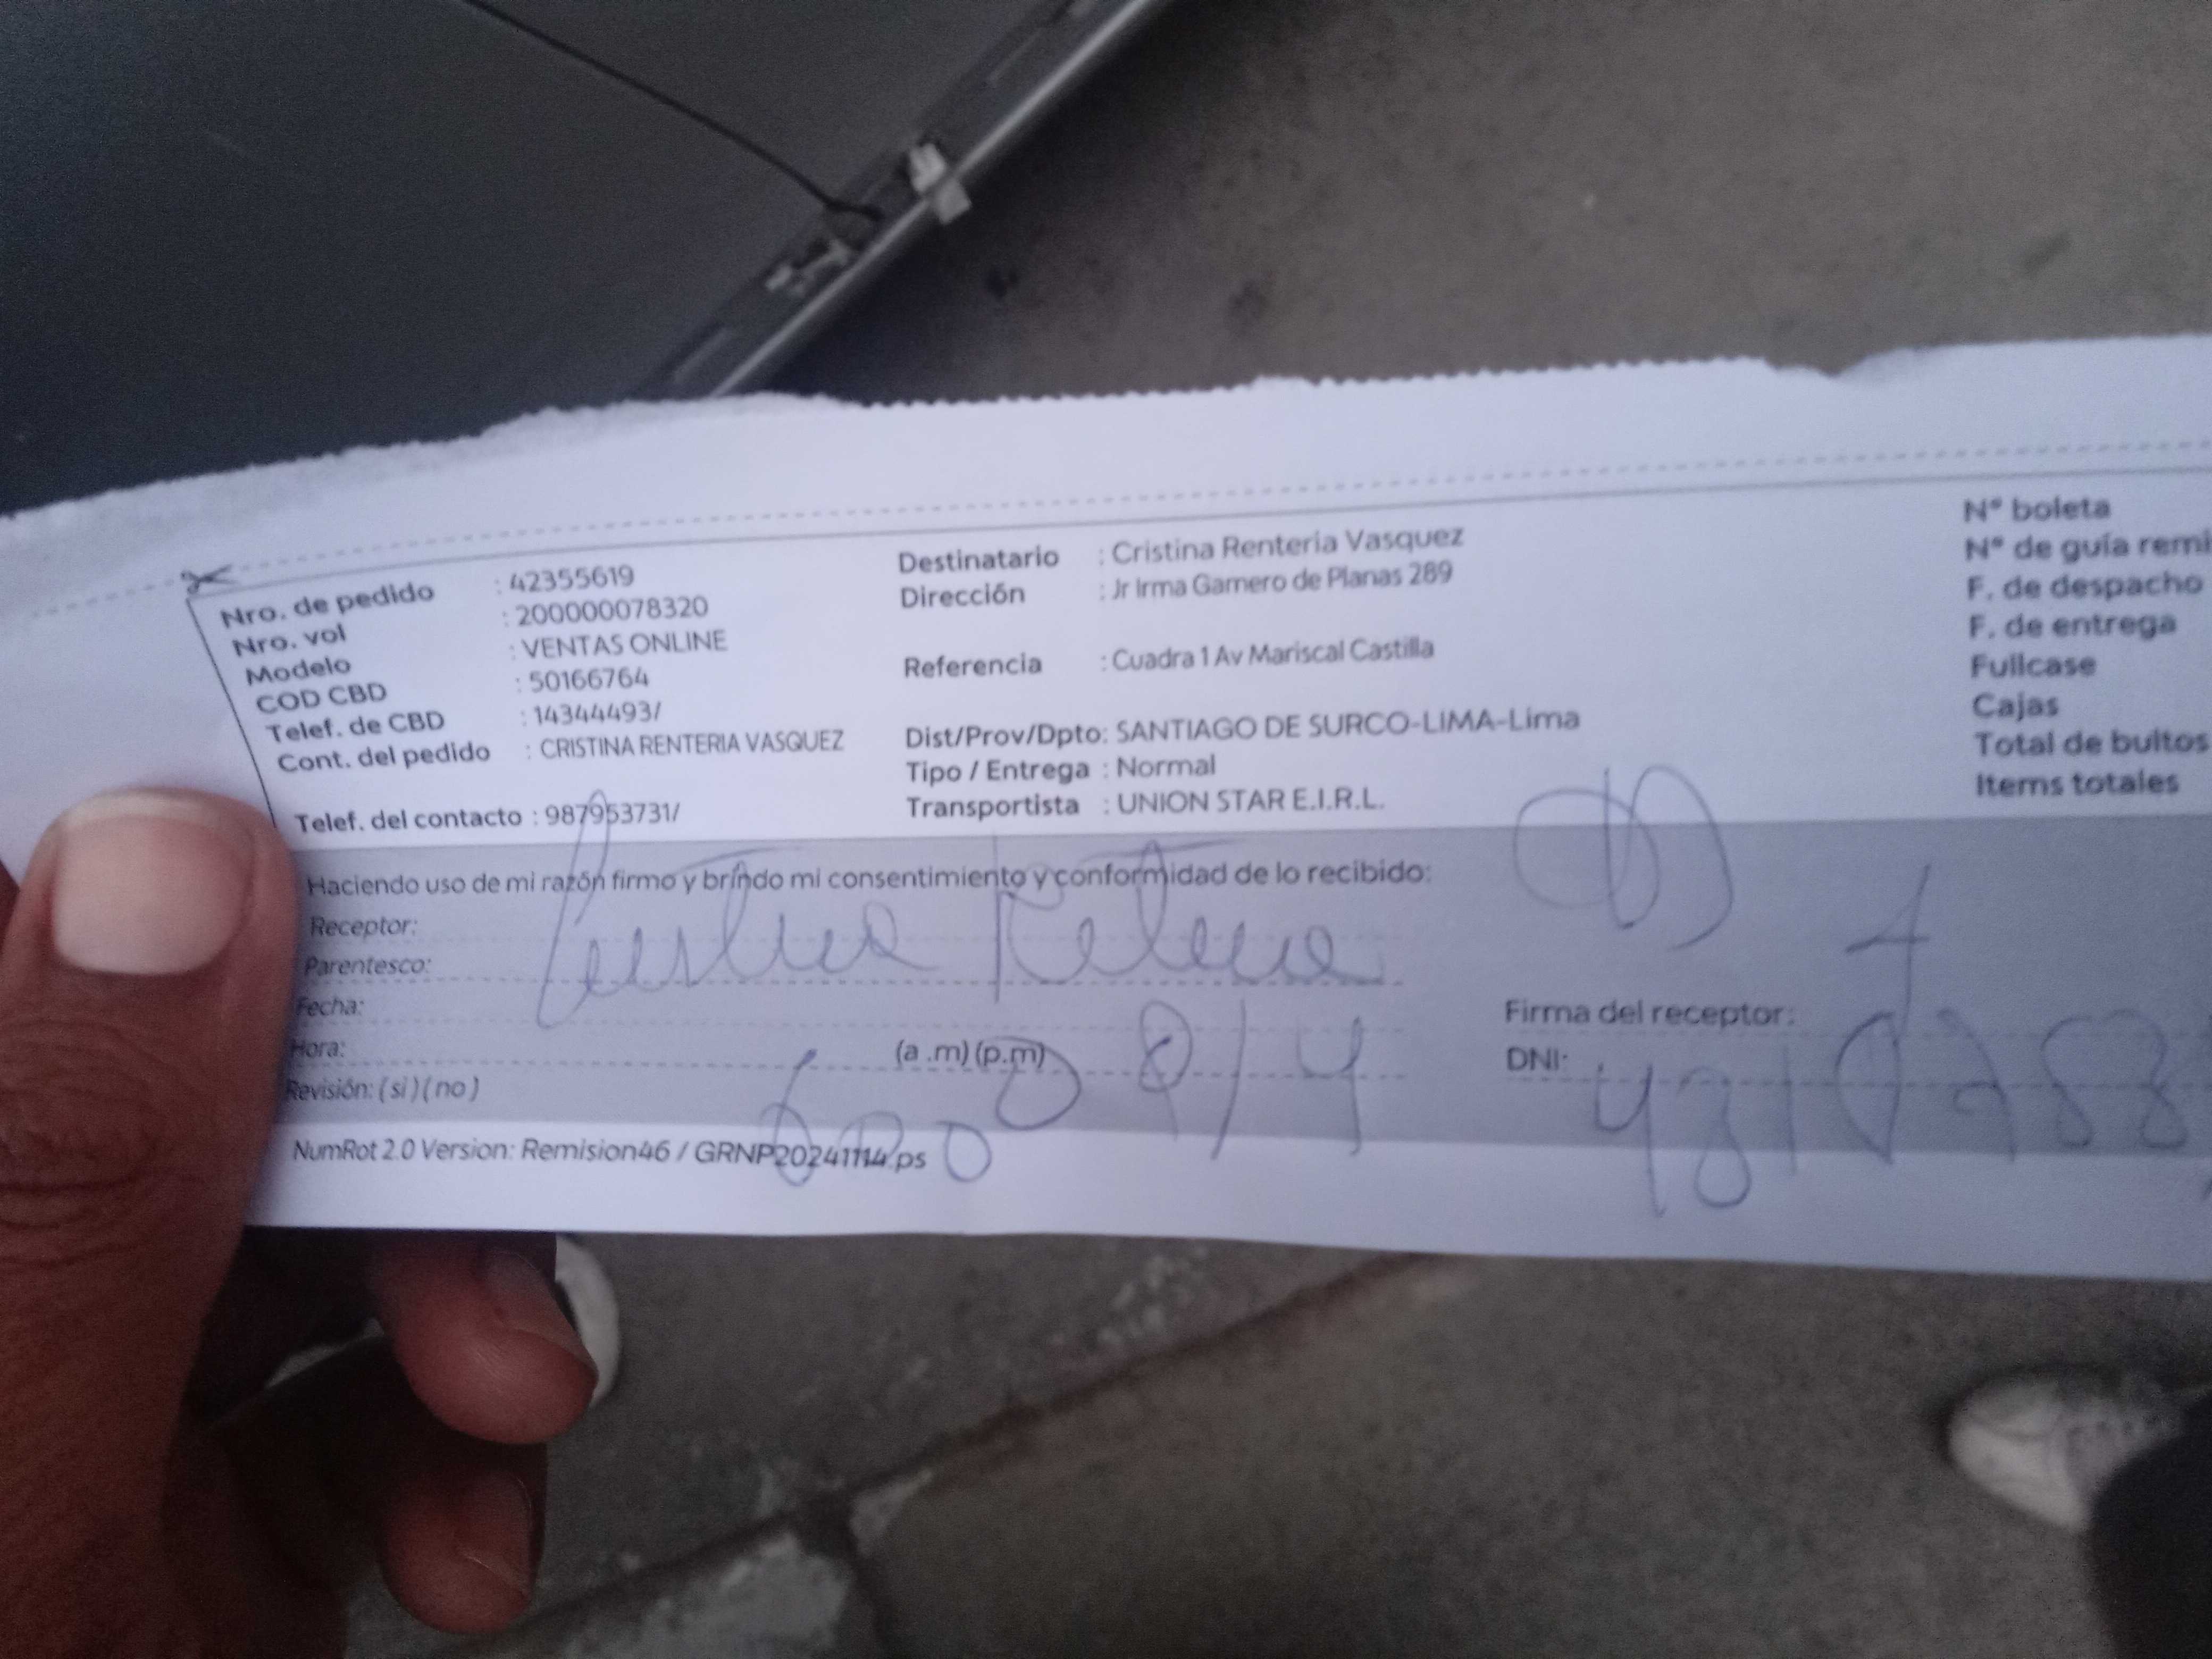 Nro. de pedido : 42355619
Nro. vol : 200000078320
Modelo : VENTAS ONLINE
COD CBD : 50166764
Telef. de CBD : 14344493/
Cont. del pedido : CRISTINA RENTERIA VASQUEZ
Telef. del contacto : 987953731/
Destinatario : Cristina Renteria Vasquez
Dirección : Jr Irma Gamero de Planas 289
Referencia : Cuadra 1 Av Mariscal Castilla
Dist/Prov/Dpto: SANTIAGO DE SURCO-LIMA-Lima
Tipo / Entrega : Normal
Transportista : UNION STAR E.I.R.L.
N° boleta
N° de guía remi
F. de despacho
F. de entrega
Fullcase
Cajas
Total de bultos
Items totales
Haciendo uso de mi razón firmo y brindo mi consentimiento y conformidad de lo recibido:
Receptor:
Parentesco:
Fecha:
Hora: (a .m) (p.m)
Revisión: ( si ) ( no )
Firma del receptor:
DNI:
NumRot 2.0 Version: Remision46 / GRNP20241114.ps